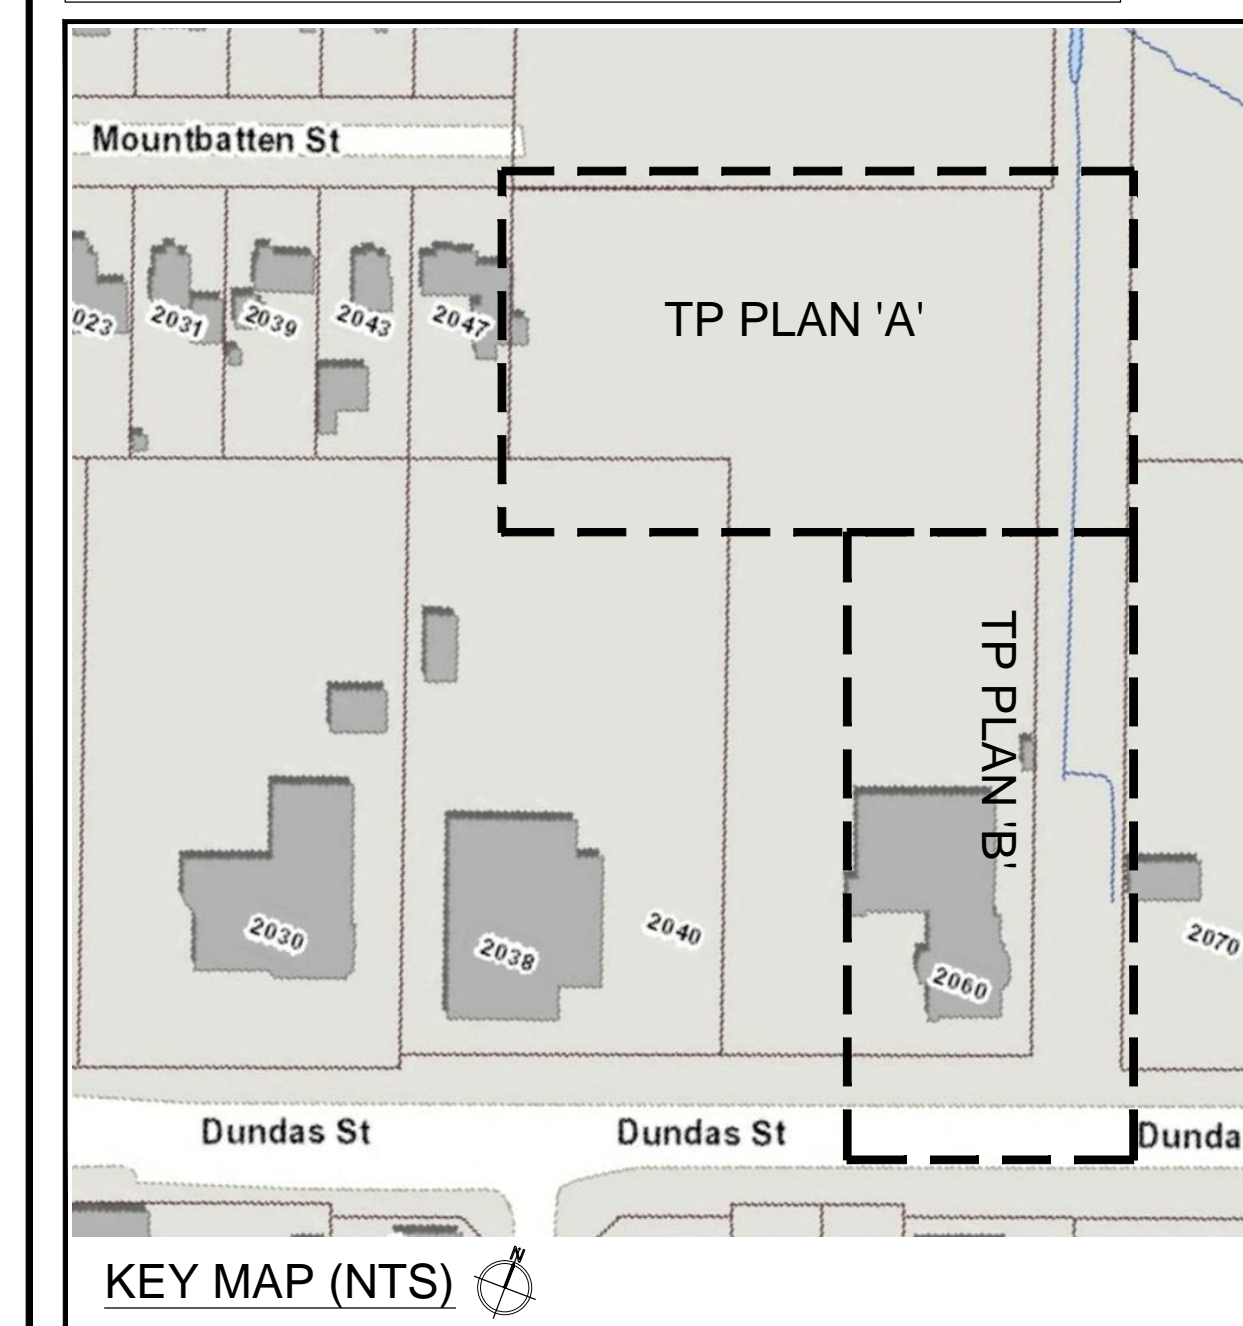 Mountbatten St
023
2031
2039
2043
2047
TP PLAN 'A'
TP PLAN 'B'
2030
2038
2040
2060
2070
Dundas St
Dundas St
Dunda
KEY MAP (NTS)
N